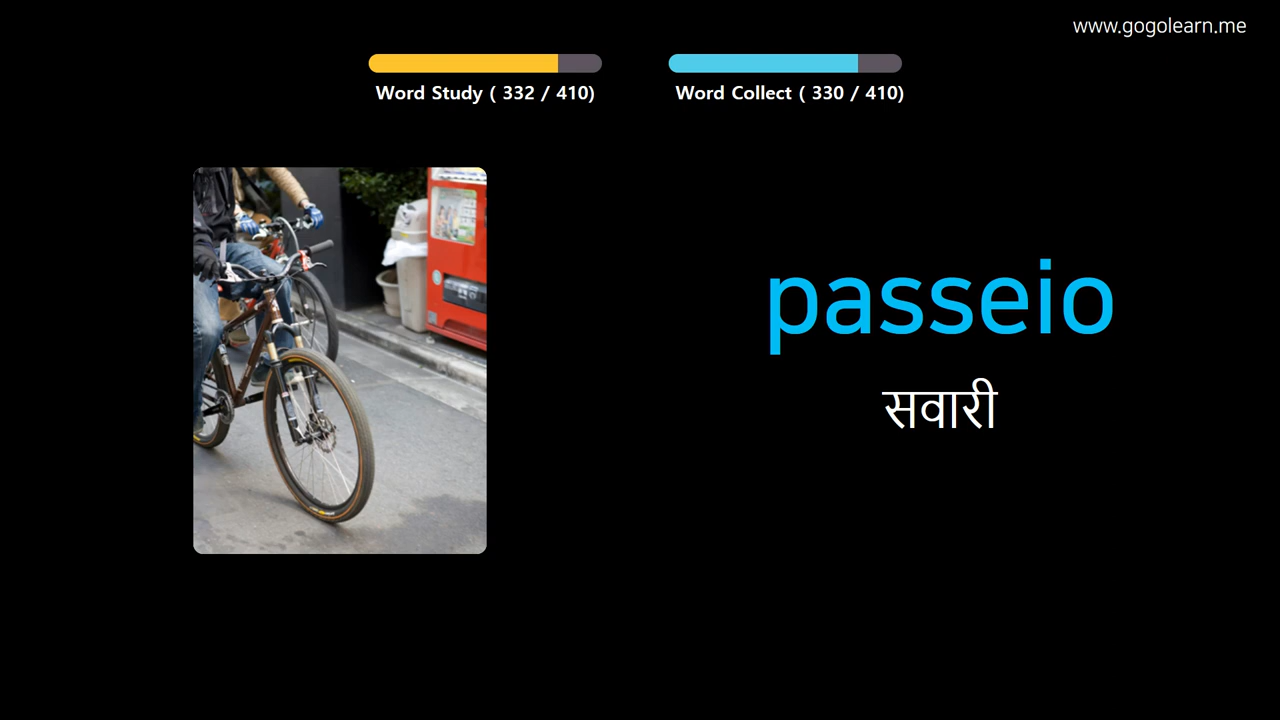 www.gogolearn.me
Word Study ( 332 / 410)
Word Collect ( 330 / 410)
passeio
सवारी